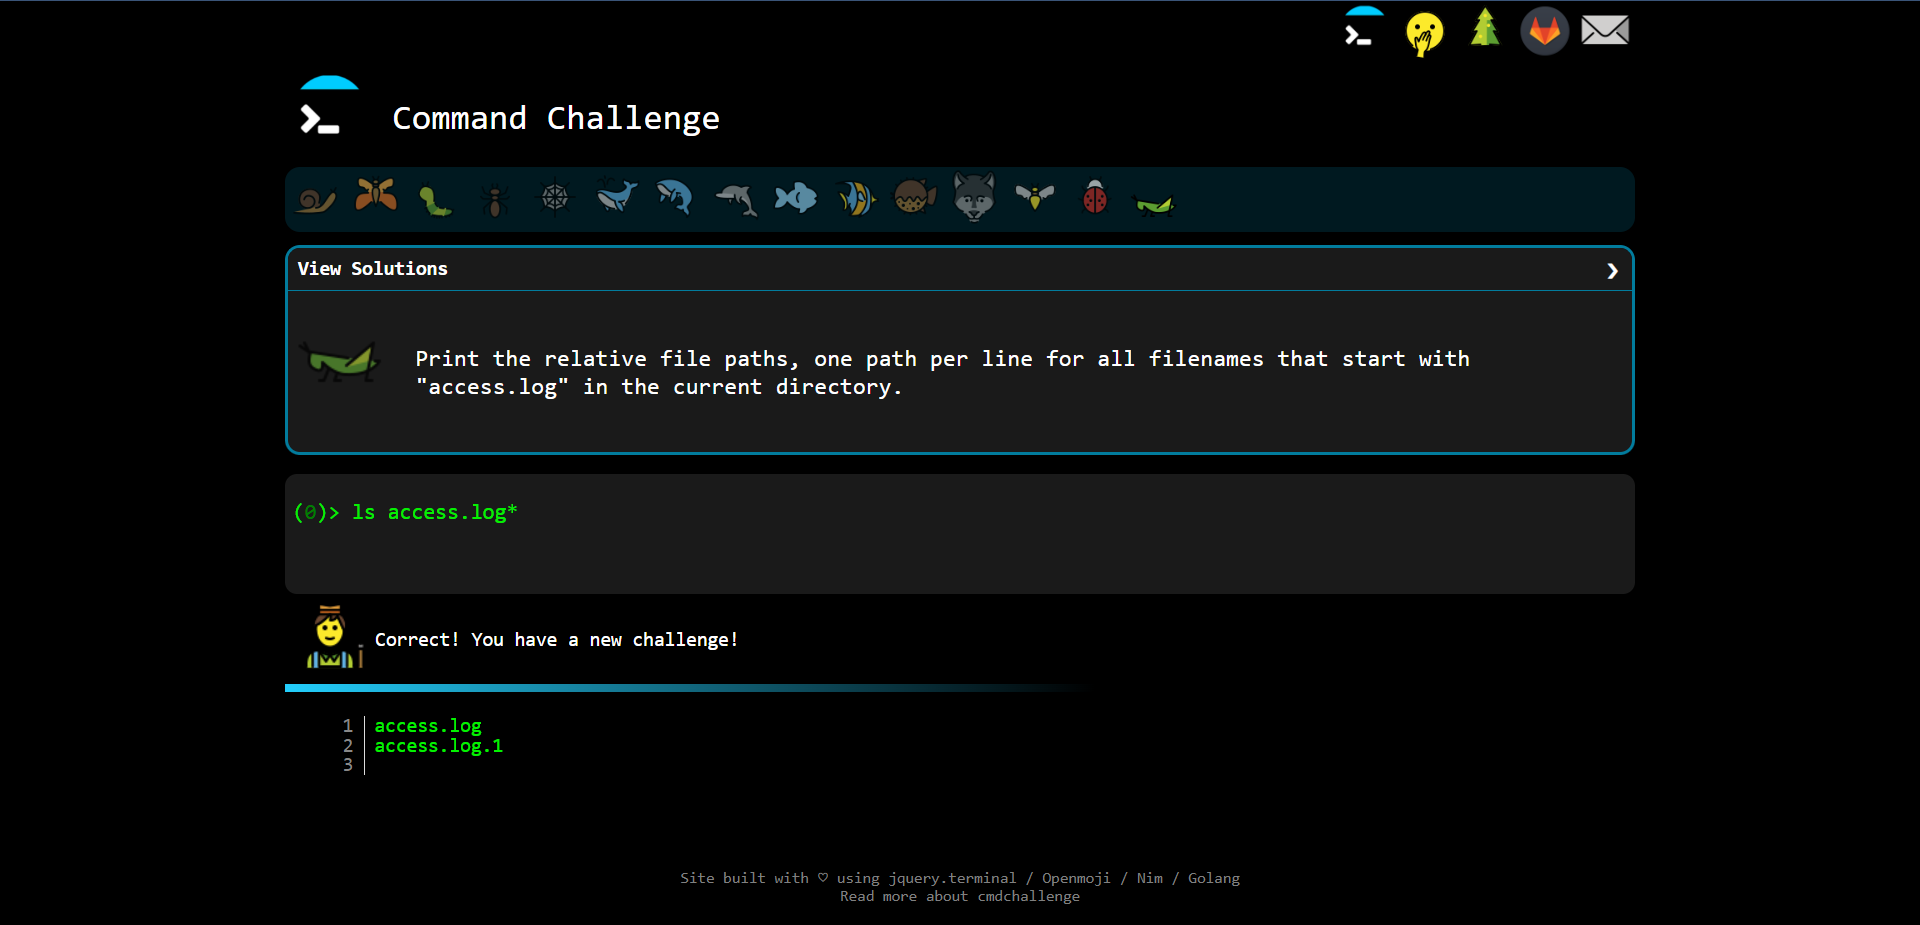 Command Challenge
View Solutions
Print the relative file paths, one path per line for all filenames that start with
"access.log" in the current directory.
(0)> ls access.log*
Correct! You have a new challenge!
1 access.log
2 access.log.1
3
Site built with ♡ using jquery.terminal / Openmoji / Nim / Golang
Read more about cmdchallenge